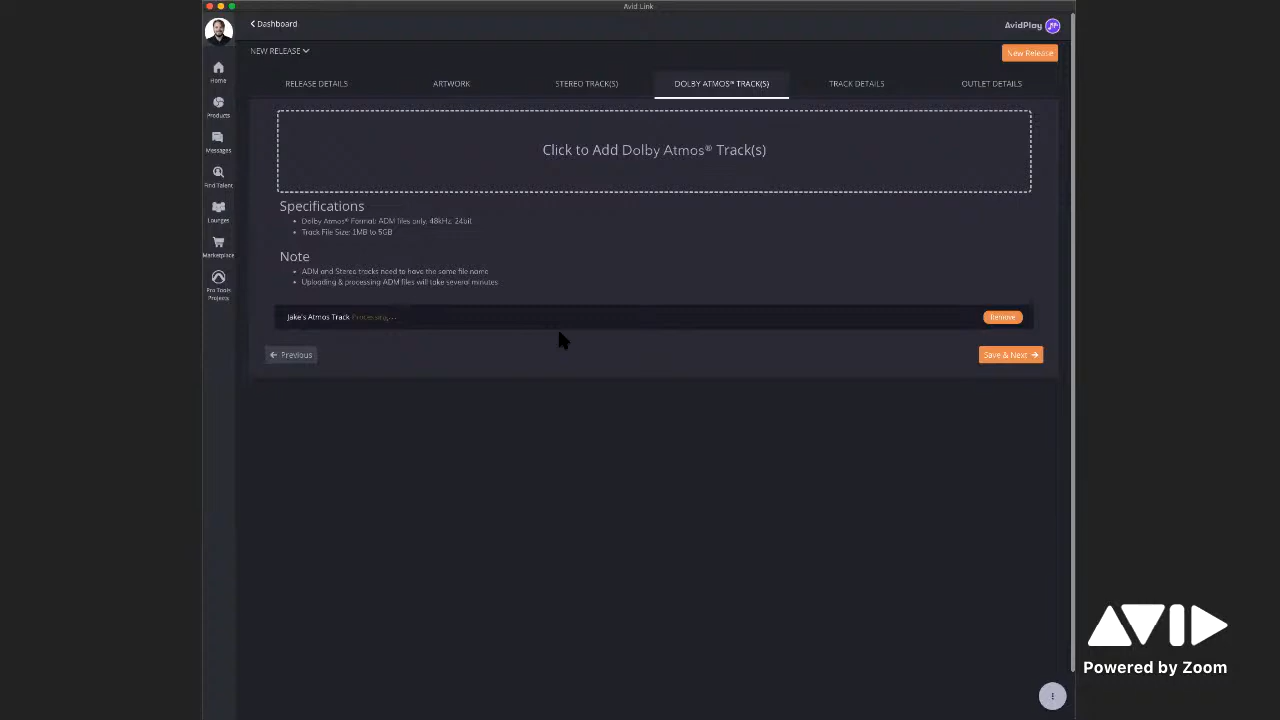 Avid Link
Dashboard
AvidPlay
NEW RELEASE
New Release
RELEASE DETAILS
ARTWORK
STEREO TRACK(S)
DOLBY ATMOS® TRACK(S)
TRACK DETAILS
OUTLET DETAILS
Home
Products
Messages
Find Talent
Lounges
Marketplace
Pro Tools
Projects
Click to Add Dolby Atmos® Track(s)
Specifications
Dolby Atmos® Format: ADM files only, 48kHz, 24bit
Track File Size: 1MB to 5GB
Note
ADM and Stereo tracks need to have the same file name
Uploading & processing ADM files will take several minutes
Jake's Atmos Track Processing...
Remove
Previous
Save & Next
AVID
Powered by Zoom